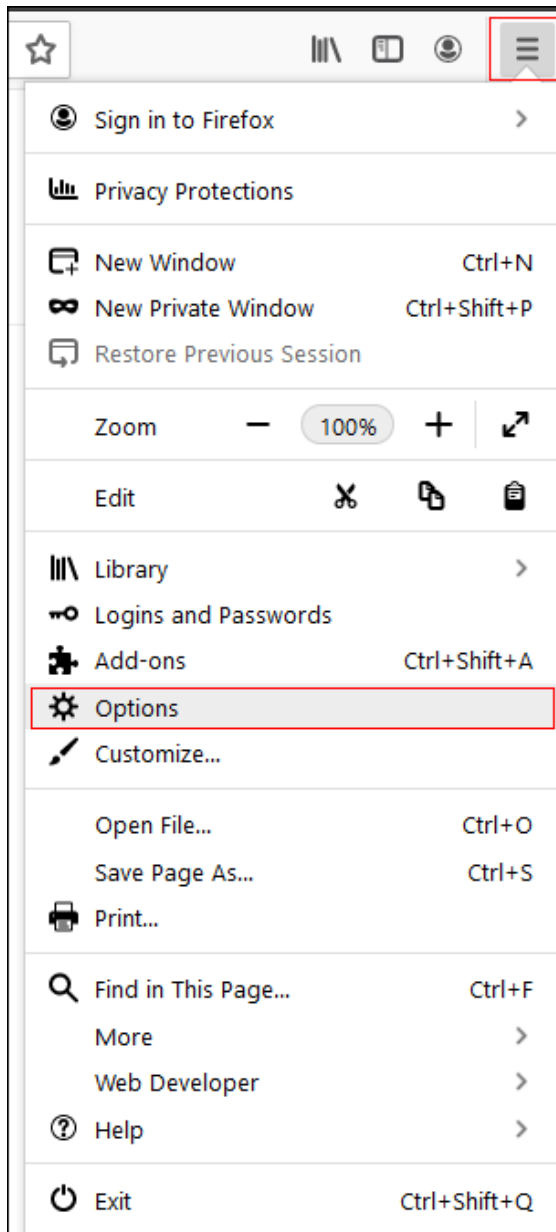 Sign in to Firefox
Privacy Protections
New Window Ctrl+N
New Private Window Ctrl+Shift+P
Restore Previous Session
Zoom 100%
Edit
Library
Logins and Passwords
Add-ons Ctrl+Shift+A
Options
Customize...
Open File... Ctrl+O
Save Page As... Ctrl+S
Print...
Find in This Page... Ctrl+F
More
Web Developer
Help
Exit Ctrl+Shift+Q